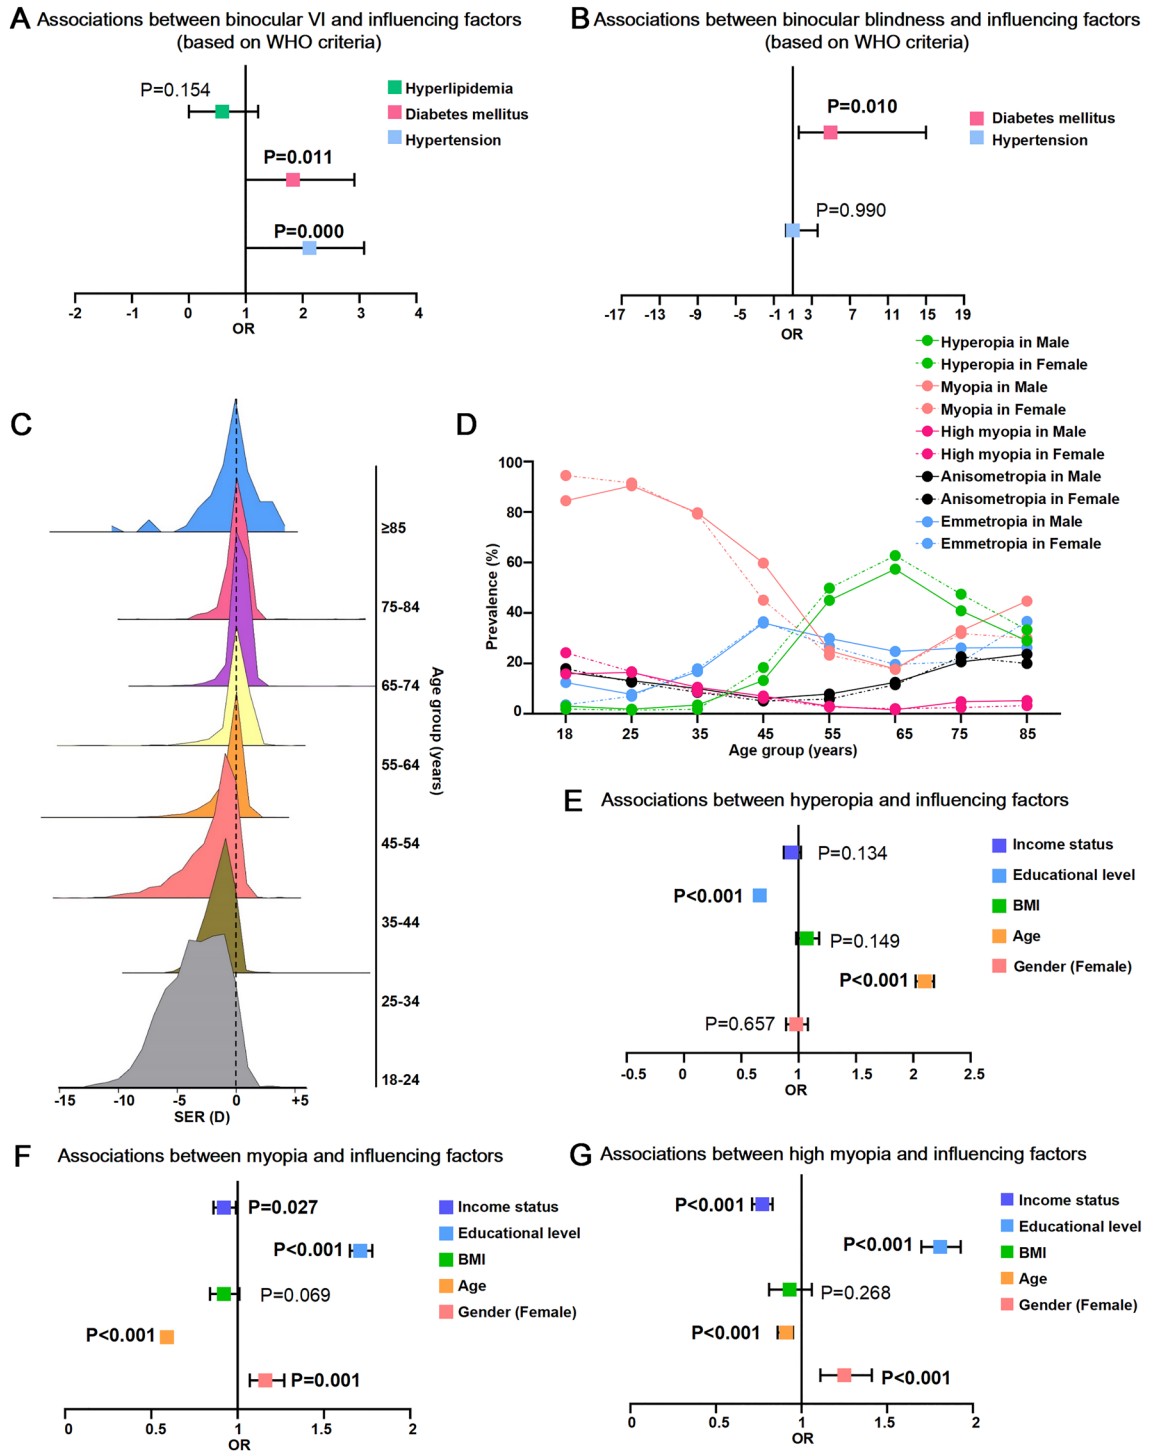 A Associations between binocular VI and influencing factors
(based on WHO criteria)
P=0.154
P=0.011
P=0.000
Hyperlipidemia
Diabetes mellitus
Hypertension
-2 -1 0 1 2 3 4
OR
B Associations between binocular blindness and influencing factors
(based on WHO criteria)
P=0.010
P=0.990
Diabetes mellitus
Hypertension
-17 -13 -9 -5 -1 1 3 7 11 15 19
OR
C
≥85
75-84
65-74
55-64
45-54
35-44
25-34
18-24
Age group (years)
-15 -10 -5 0 +5
SER (D)
D
Hyperopia in Male
Hyperopia in Female
Myopia in Male
Myopia in Female
High myopia in Male
High myopia in Female
Anisometropia in Male
Anisometropia in Female
Emmetropia in Male
Emmetropia in Female
Prevalence (%)
100
80
60
40
20
0
18 25 35 45 55 65 75 85
Age group (years)
E Associations between hyperopia and influencing factors
P=0.134
P<0.001
P=0.149
P<0.001
P=0.657
Income status
Educational level
BMI
Age
Gender (Female)
-0.5 0 0.5 1 1.5 2 2.5
OR
F Associations between myopia and influencing factors
P=0.027
P<0.001
P=0.069
P<0.001
P=0.001
Income status
Educational level
BMI
Age
Gender (Female)
0 0.5 1 1.5 2
OR
G Associations between high myopia and influencing factors
P<0.001
P<0.001
P=0.268
P<0.001
P<0.001
Income status
Educational level
BMI
Age
Gender (Female)
0 0.5 1 1.5 2
OR